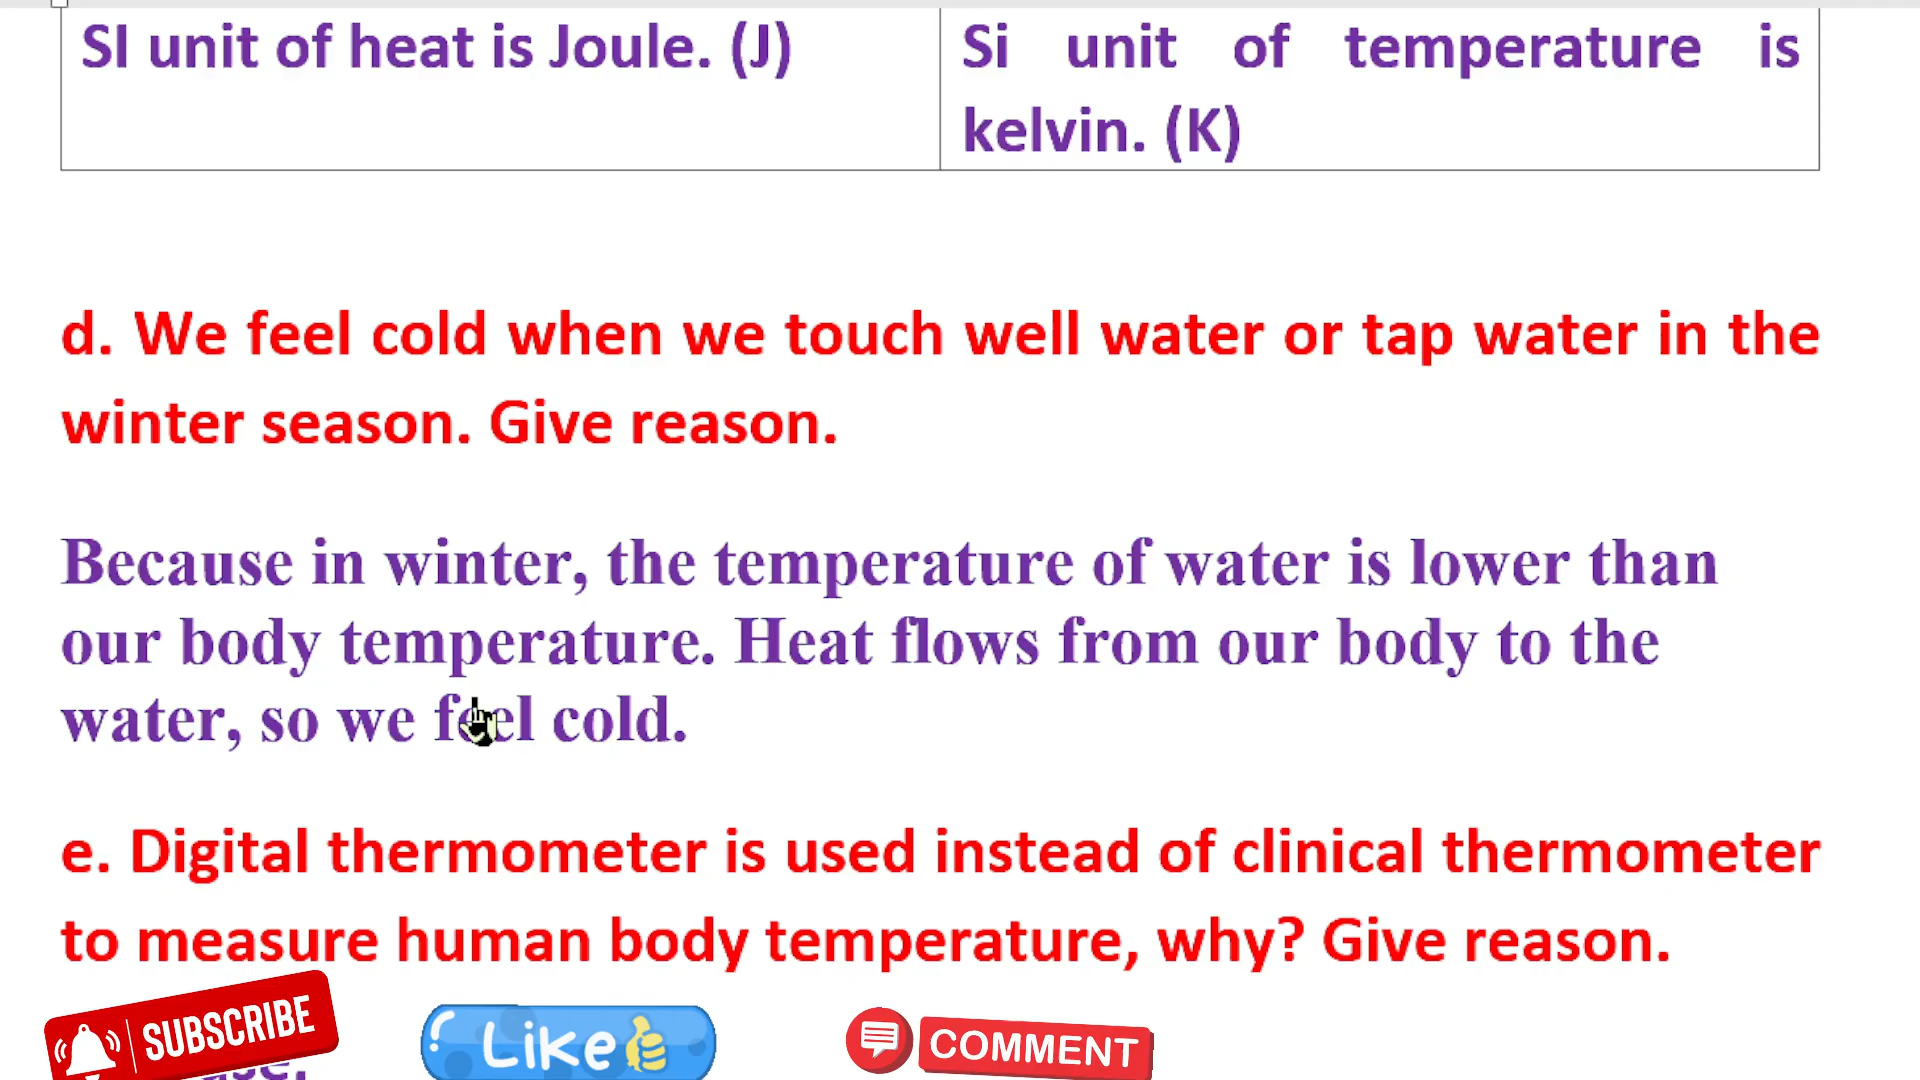 SI unit of heat is Joule. (J)
Si unit of temperature is
kelvin. (K)
d. We feel cold when we touch well water or tap water in the
winter season. Give reason.
Because in winter, the temperature of water is lower than
our body temperature. Heat flows from our body to the
water, so we feel cold.
e. Digital thermometer is used instead of clinical thermometer
to measure human body temperature, why? Give reason.
SUBSCRIBE
Like
COMMENT